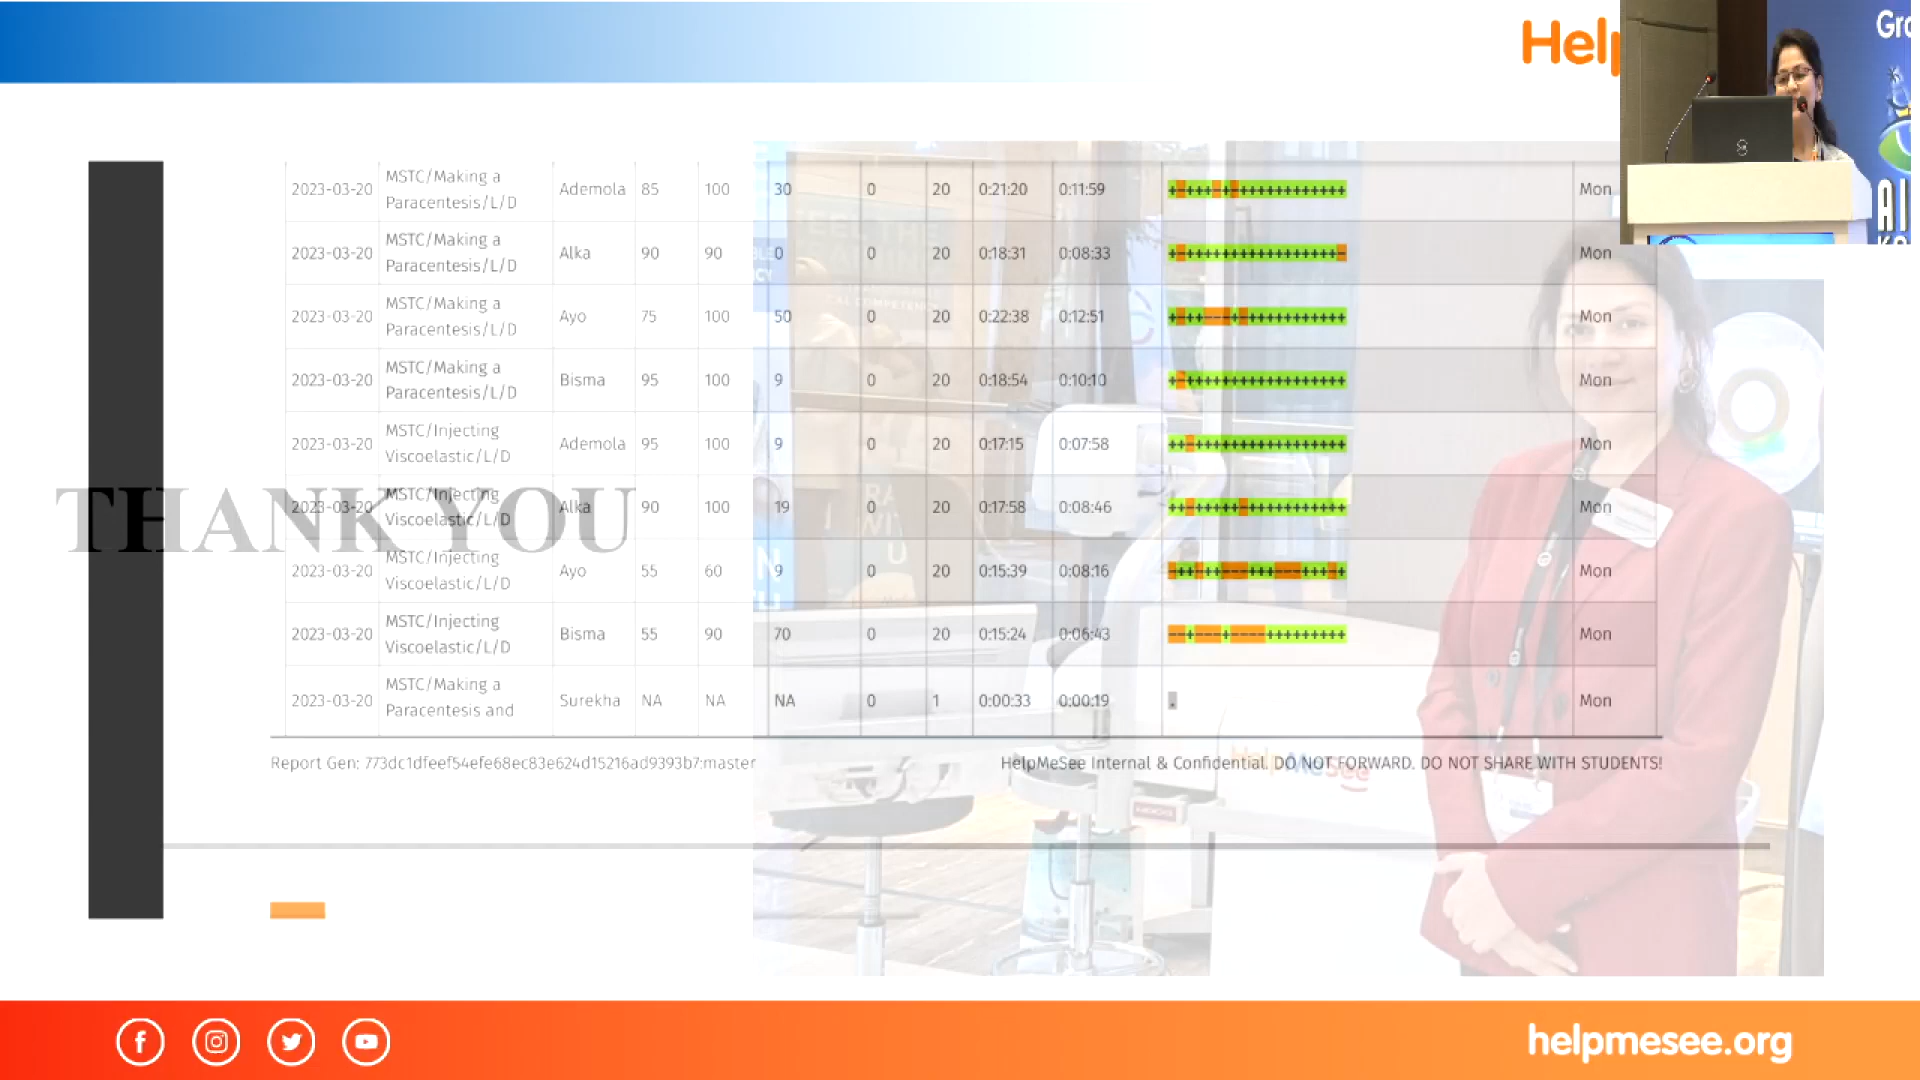 Help
Gro
2023-03-20 MSTC/Making a Paracentesis/L/D Ademola 85 100 30 0 20 0:21:20 0:11:59 +-+++-+-++++++++++++ Mon
2023-03-20 MSTC/Making a Paracentesis/L/D Alka 90 90 0 0 20 0:18:31 0:08:33 +-+++++++++++++++++- Mon
2023-03-20 MSTC/Making a Paracentesis/L/D Ayo 75 100 50 0 20 0:22:38 0:12:51 +-++---+-+++++++++++ Mon
2023-03-20 MSTC/Making a Paracentesis/L/D Bisma 95 100 9 0 20 0:18:54 0:10:10 +-++++++++++++++++++ Mon
2023-03-20 MSTC/Injecting Viscoelastic/L/D Ademola 95 100 9 0 20 0:17:15 0:07:58 ++-+++++++++++++++++ Mon
2023-03-20 MSTC/Injecting Viscoelastic/L/D Alka 90 100 19 0 20 0:17:58 0:08:46 ++-+++++-+++++++++++ Mon
THANK YOU
2023-03-20 MSTC/Injecting Viscoelastic/L/D Ayo 55 60 9 0 20 0:15:39 0:08:16 -++-++---+++---+++-+ Mon
2023-03-20 MSTC/Injecting Viscoelastic/L/D Bisma 55 90 70 0 20 0:15:24 0:06:43 --+---+----+++++++++ Mon
2023-03-20 MSTC/Making a Paracentesis and Surekha NA NA NA 0 1 0:00:33 0:00:19 . Mon
Report Gen: 773dc1dfeef54efe68ec83e624d15216ad9393b7:master
HelpMeSee Internal & Confidential. DO NOT FORWARD. DO NOT SHARE WITH STUDENTS!
HelpMeSee
helpmesee.org